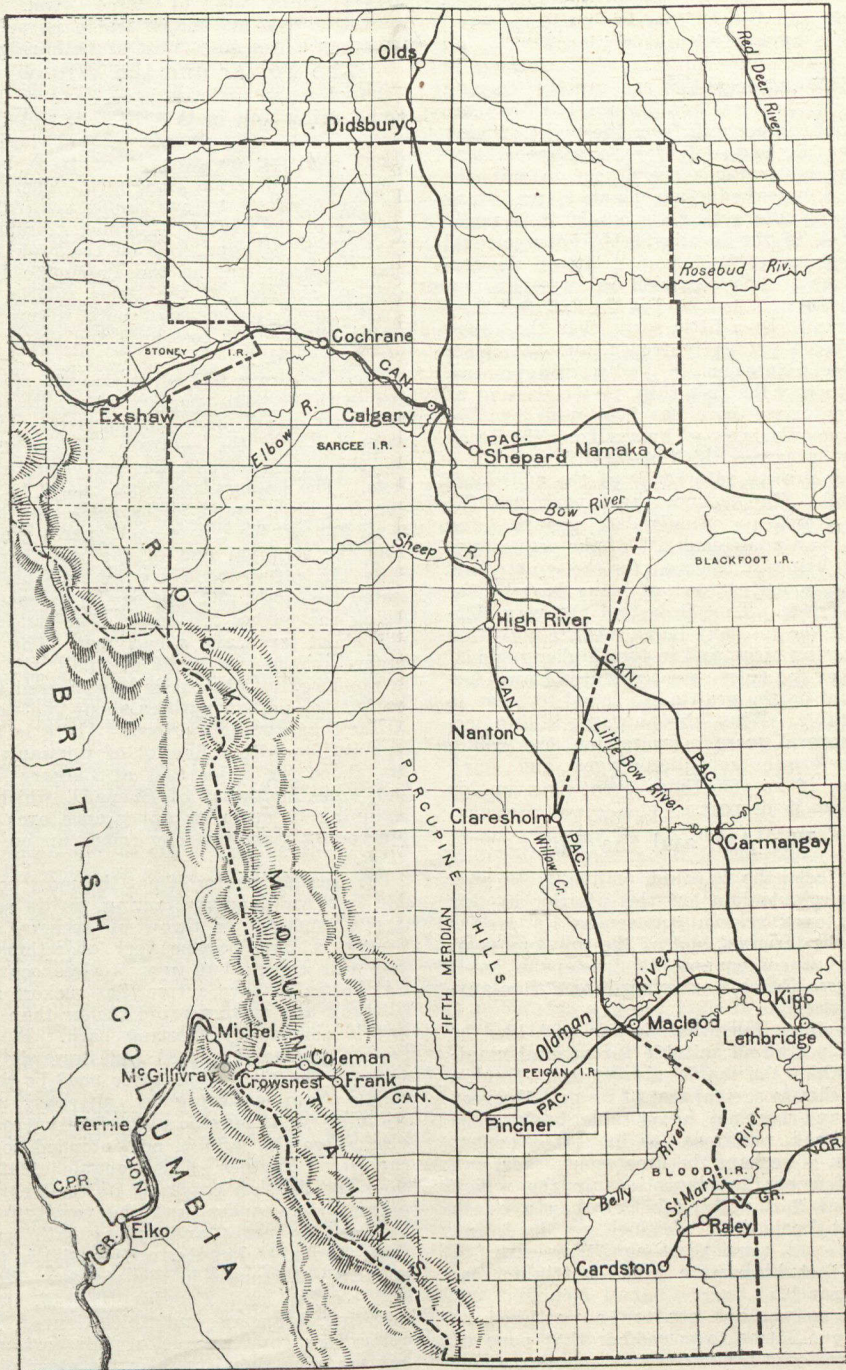 Olds
Red Deer River
Didsbury
Rosebud Riv.
Cochrane
STONEY I.R.
CAN.
Exshaw
Calgary
Elbow R.
SARCEE I.R.
PAC.
Shepard
Namaka
Bow River
Sheep R.
BLACKFOOT I.R.
High River
CAN.
CAN.
Nanton
Little Bow River
PAC.
ROCKY MOUNTAINS
BRITISH COLUMBIA
PORCUPINE HILLS
Claresholm
PAC.
Willow Cr.
Carmangay
FIFTH MERIDIAN
Oldman River
Kipp
Michel
Macleod
Lethbridge
McGillivray
Crowsnest
Coleman
Frank
PEIGAN I.R.
CAN.
PAC.
Pincher
Fernie
Belly River
BLOOD I.R.
St. Mary River
NOR.
GR.
C.P.R.
NOR.
Elko
GR.
Raley
Cardston